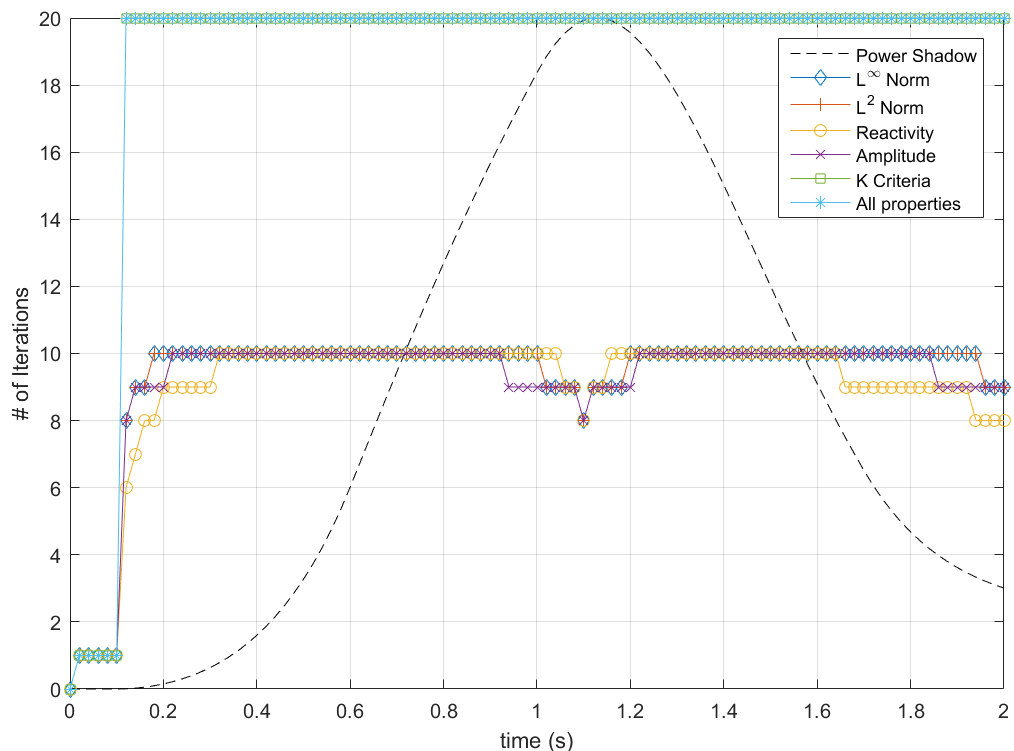 20
18
16
14
12
10
8
6
4
2
0
# of Iterations
0
0.2
0.4
0.6
0.8
1
1.2
1.4
1.6
1.8
2
time (s)
Power Shadow
L∞ Norm
L2 Norm
Reactivity
Amplitude
K Criteria
All properties